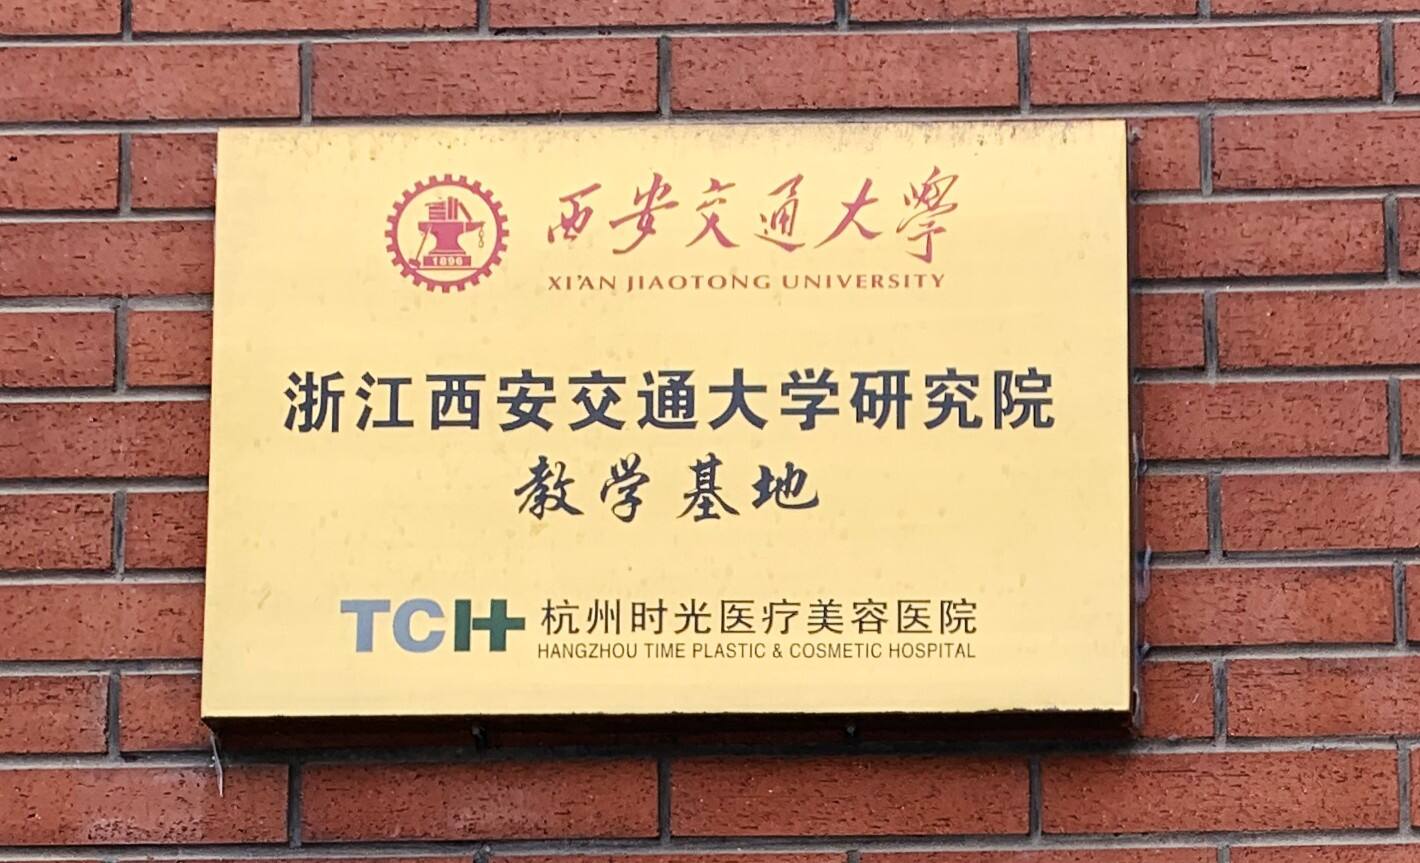 1896
西安交通大學
XI'AN JIAOTONG UNIVERSITY
浙江西安交通大学研究院
教学基地
TCH 杭州时光医疗美容医院
HANGZHOU TIME PLASTIC & COSMETIC HOSPITAL